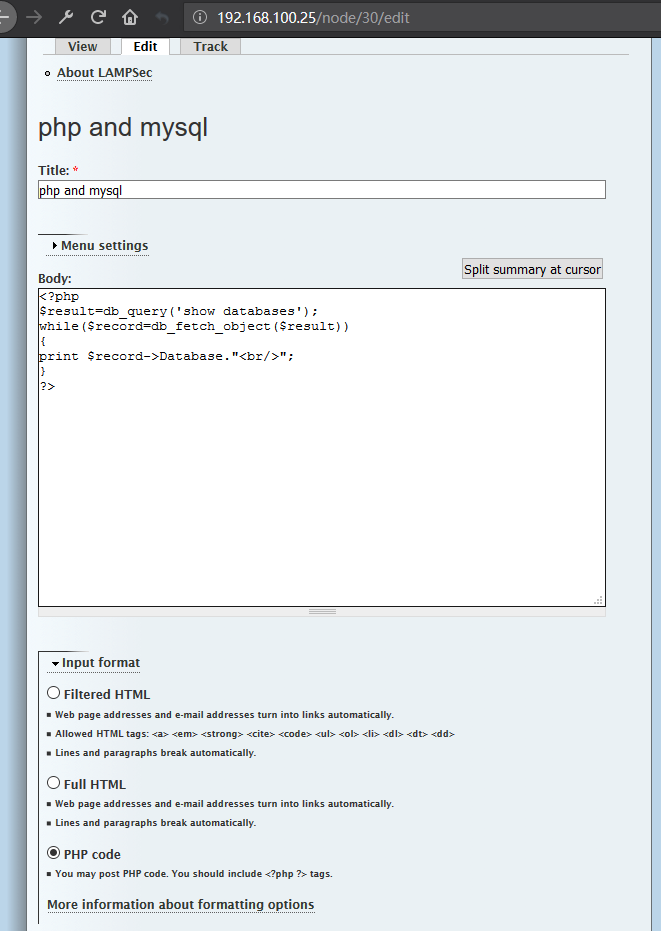 192.168.100.25/node/30/edit
View Edit Track
About LAMPSec
php and mysql
Title: *
php and mysql
Menu settings
Split summary at cursor
Body:
<?php
$result=db_query('show databases');
while($record=db_fetch_object($result))
{
print $record->Database."<br/>";
}
?>
Input format
Filtered HTML
Web page addresses and e-mail addresses turn into links automatically.
Allowed HTML tags: <a> <em> <strong> <cite> <code> <ul> <ol> <li> <dl> <dt> <dd>
Lines and paragraphs break automatically.
Full HTML
Web page addresses and e-mail addresses turn into links automatically.
Lines and paragraphs break automatically.
PHP code
You may post PHP code. You should include <?php ?> tags.
More information about formatting options